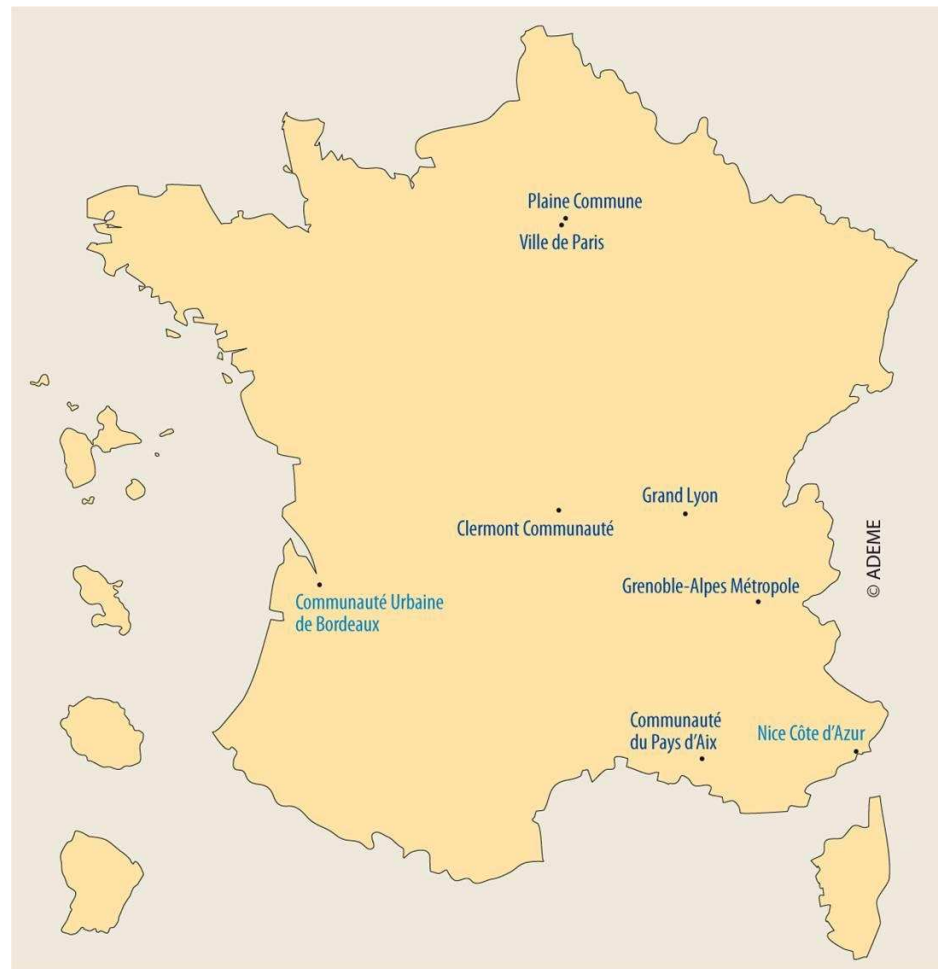 Plaine Commune
Ville de Paris
Grand Lyon
Clermont Communauté
© ADEME
Grenoble-Alpes Métropole
Communauté Urbaine
de Bordeaux
Communauté
du Pays d’Aix
Nice Côte d’Azur